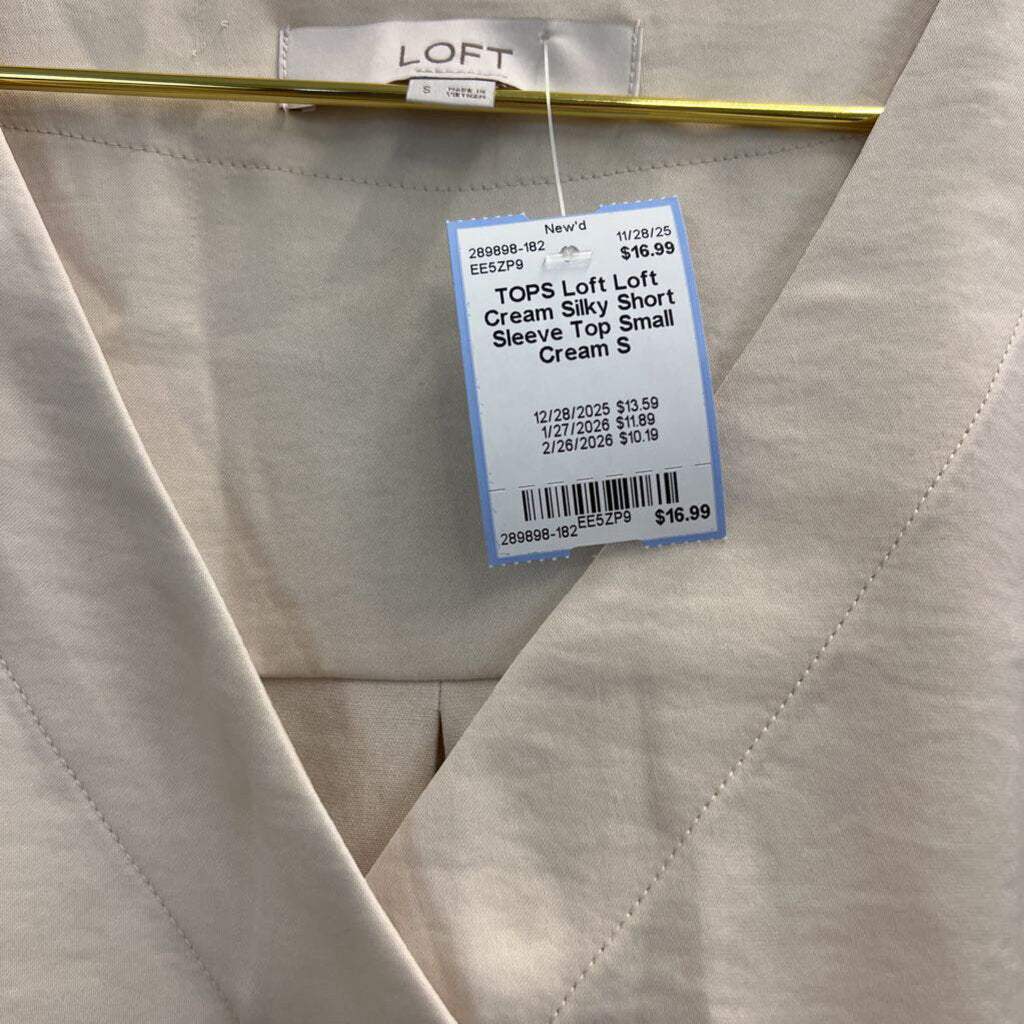 LOFT
S
MADE IN
VIETNAM
New'd
289898-182
11/28/25
EE5ZP9
$16.99
TOPS Loft Loft
Cream Silky Short
Sleeve Top Small
Cream S
12/28/2025 $13.59
1/27/2026 $11.89
2/26/2026 $10.19
289898-182
EE5ZP9
$16.99